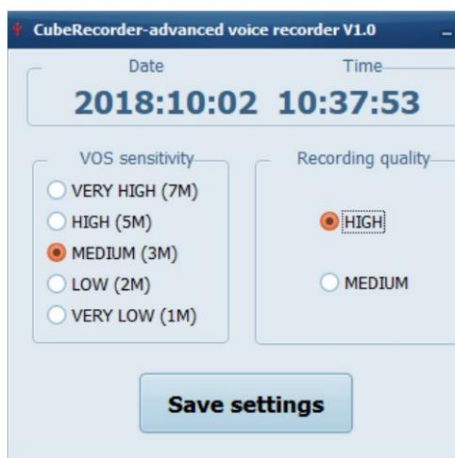 CubeRecorder-advanced voice recorder V1.0
Date Time
2018:10:02 10:37:53
VOS sensitivity Recording quality
VERY HIGH (7M)
HIGH (5M) HIGH
MEDIUM (3M)
LOW (2M) MEDIUM
VERY LOW (1M)
Save settings